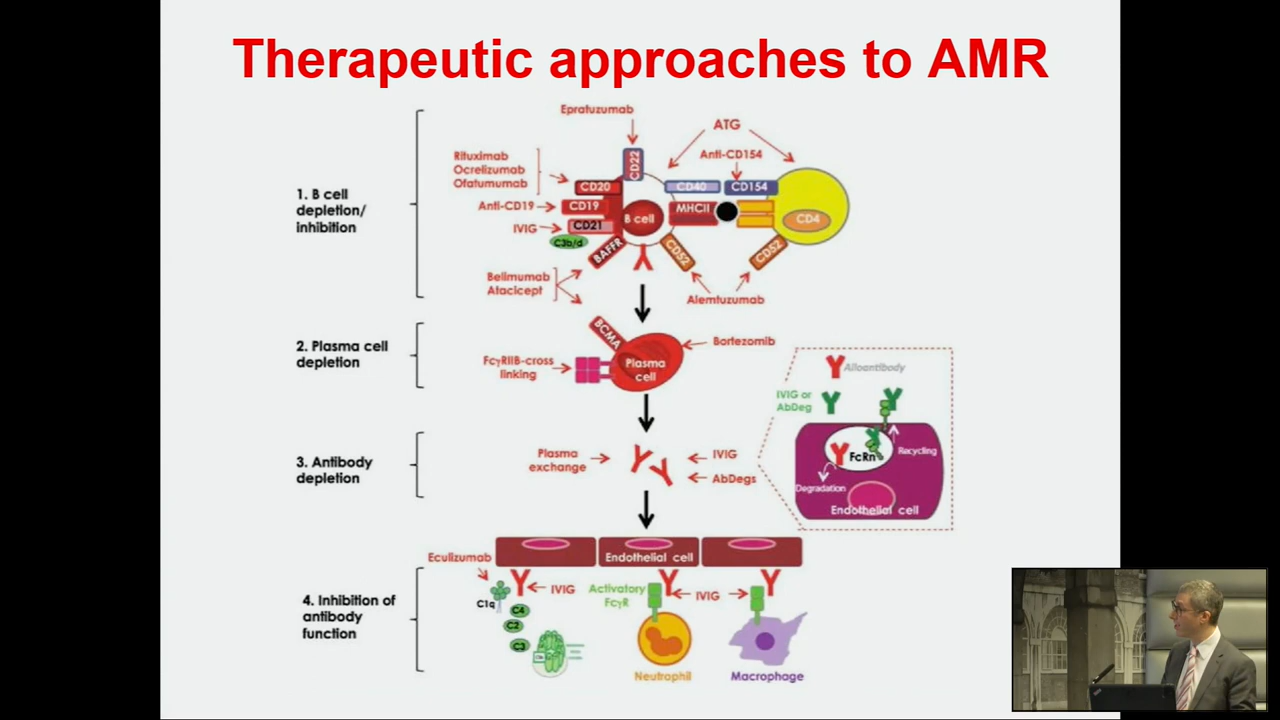 Therapeutic approaches to AMR
Epratuzumab
ATG
Anti-CD154
Rituximab
Ocrelizumab
Ofatumumab
CD22
CD20
CD40
CD154
1. B cell
depletion/
inhibition
Anti-CD19
CD19
B cell
MHCII
CD4
IVIG
CD21
C3b/d
BAFFR
CD52
CD52
Belimumab
Atacicept
Alemtuzumab
2. Plasma cell
depletion
BCMA
Bortezomib
FcγRIIB-cross
linking
Plasma
cell
Alloantibody
IVIG or
AbDeg
3. Antibody
depletion
Plasma
exchange
IVIG
AbDegs
FcRn
Recycling
Degradation
Endothelial cell
Eculizumab
Endothelial cell
4. Inhibition of
antibody
function
C1q
IVIG
Activatory
FcγR
IVIG
C4
C2
C3
Neutrophil
Macrophage